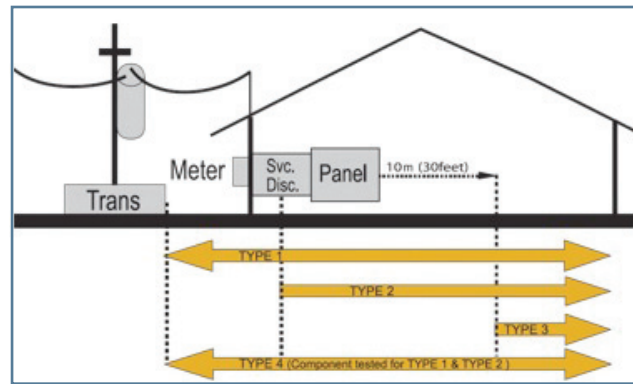 Meter
Svc.
Disc.
Panel
10m (30feet)
Trans
TYPE 1
TYPE 2
TYPE 3
TYPE 4 (Component tested for TYPE 1 & TYPE 2 )